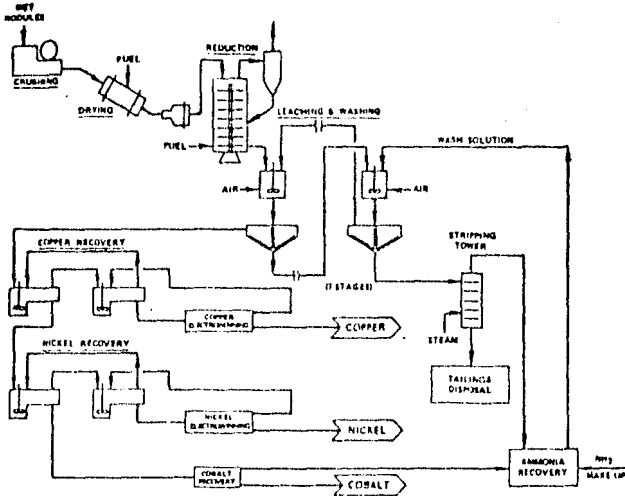 WET
NODULES
CRUSHING
FUEL
DRYING
REDUCTION
FUEL
LEACHING & WASHING
AIR
WASH SOLUTION
AIR
(7 STAGES)
STRIPPING
TOWER
STEAM
TAILINGS
DISPOSAL
COPPER RECOVERY
COPPER
ELECTROWINNING
COPPER
NICKEL RECOVERY
NICKEL
ELECTROWINNING
NICKEL
COBALT
RECOVERY
COBALT
AMMONIA
RECOVERY
NH3
MAKE UP